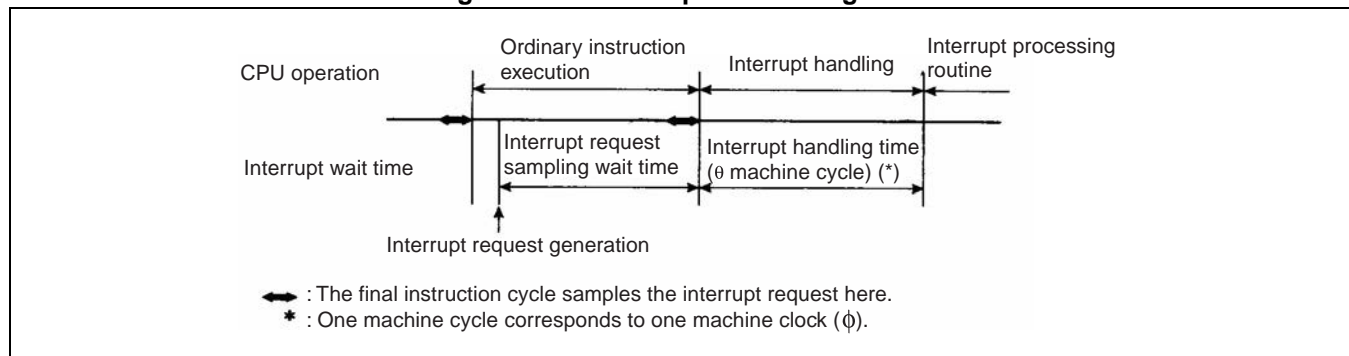 Ordinary instruction
execution
Interrupt handling
Interrupt processing
routine
CPU operation
Interrupt request
sampling wait time
Interrupt handling time
(θ machine cycle) (*)
Interrupt wait time
Interrupt request generation
: The final instruction cycle samples the interrupt request here.
* : One machine cycle corresponds to one machine clock (ϕ).